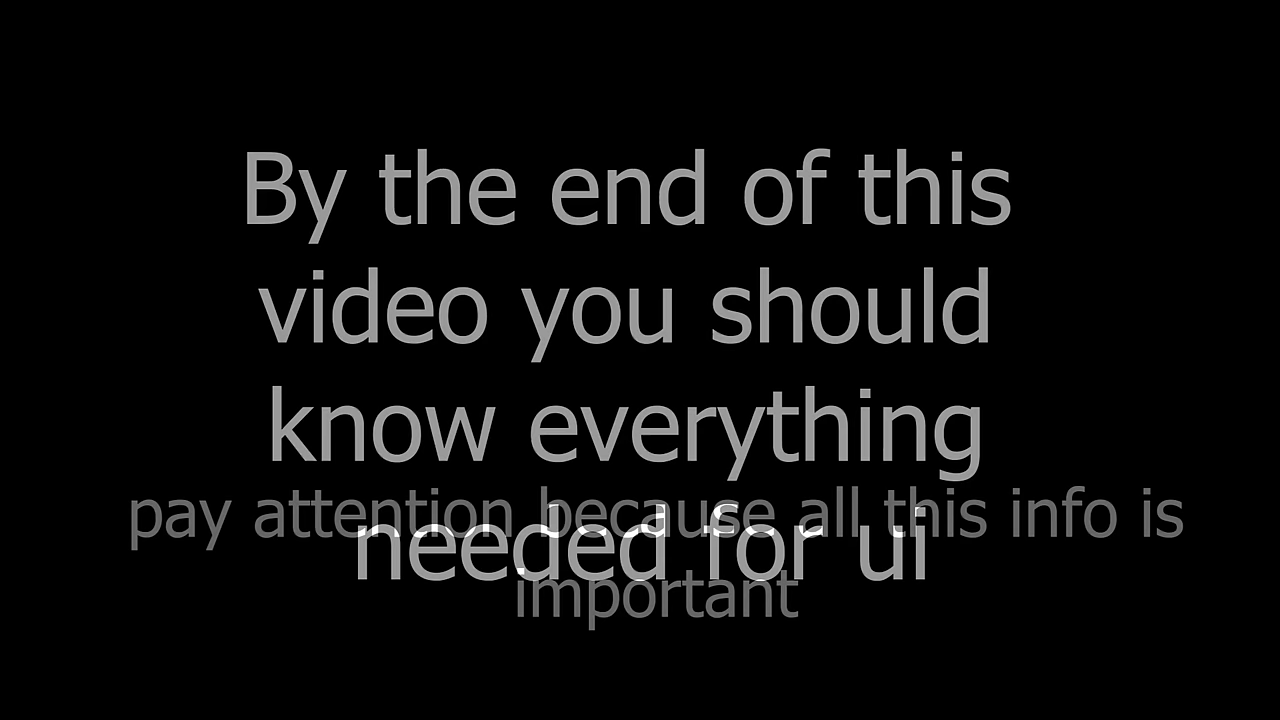 By the end of this
video you should
know everything
needed for ui
pay attention because all this info is
important